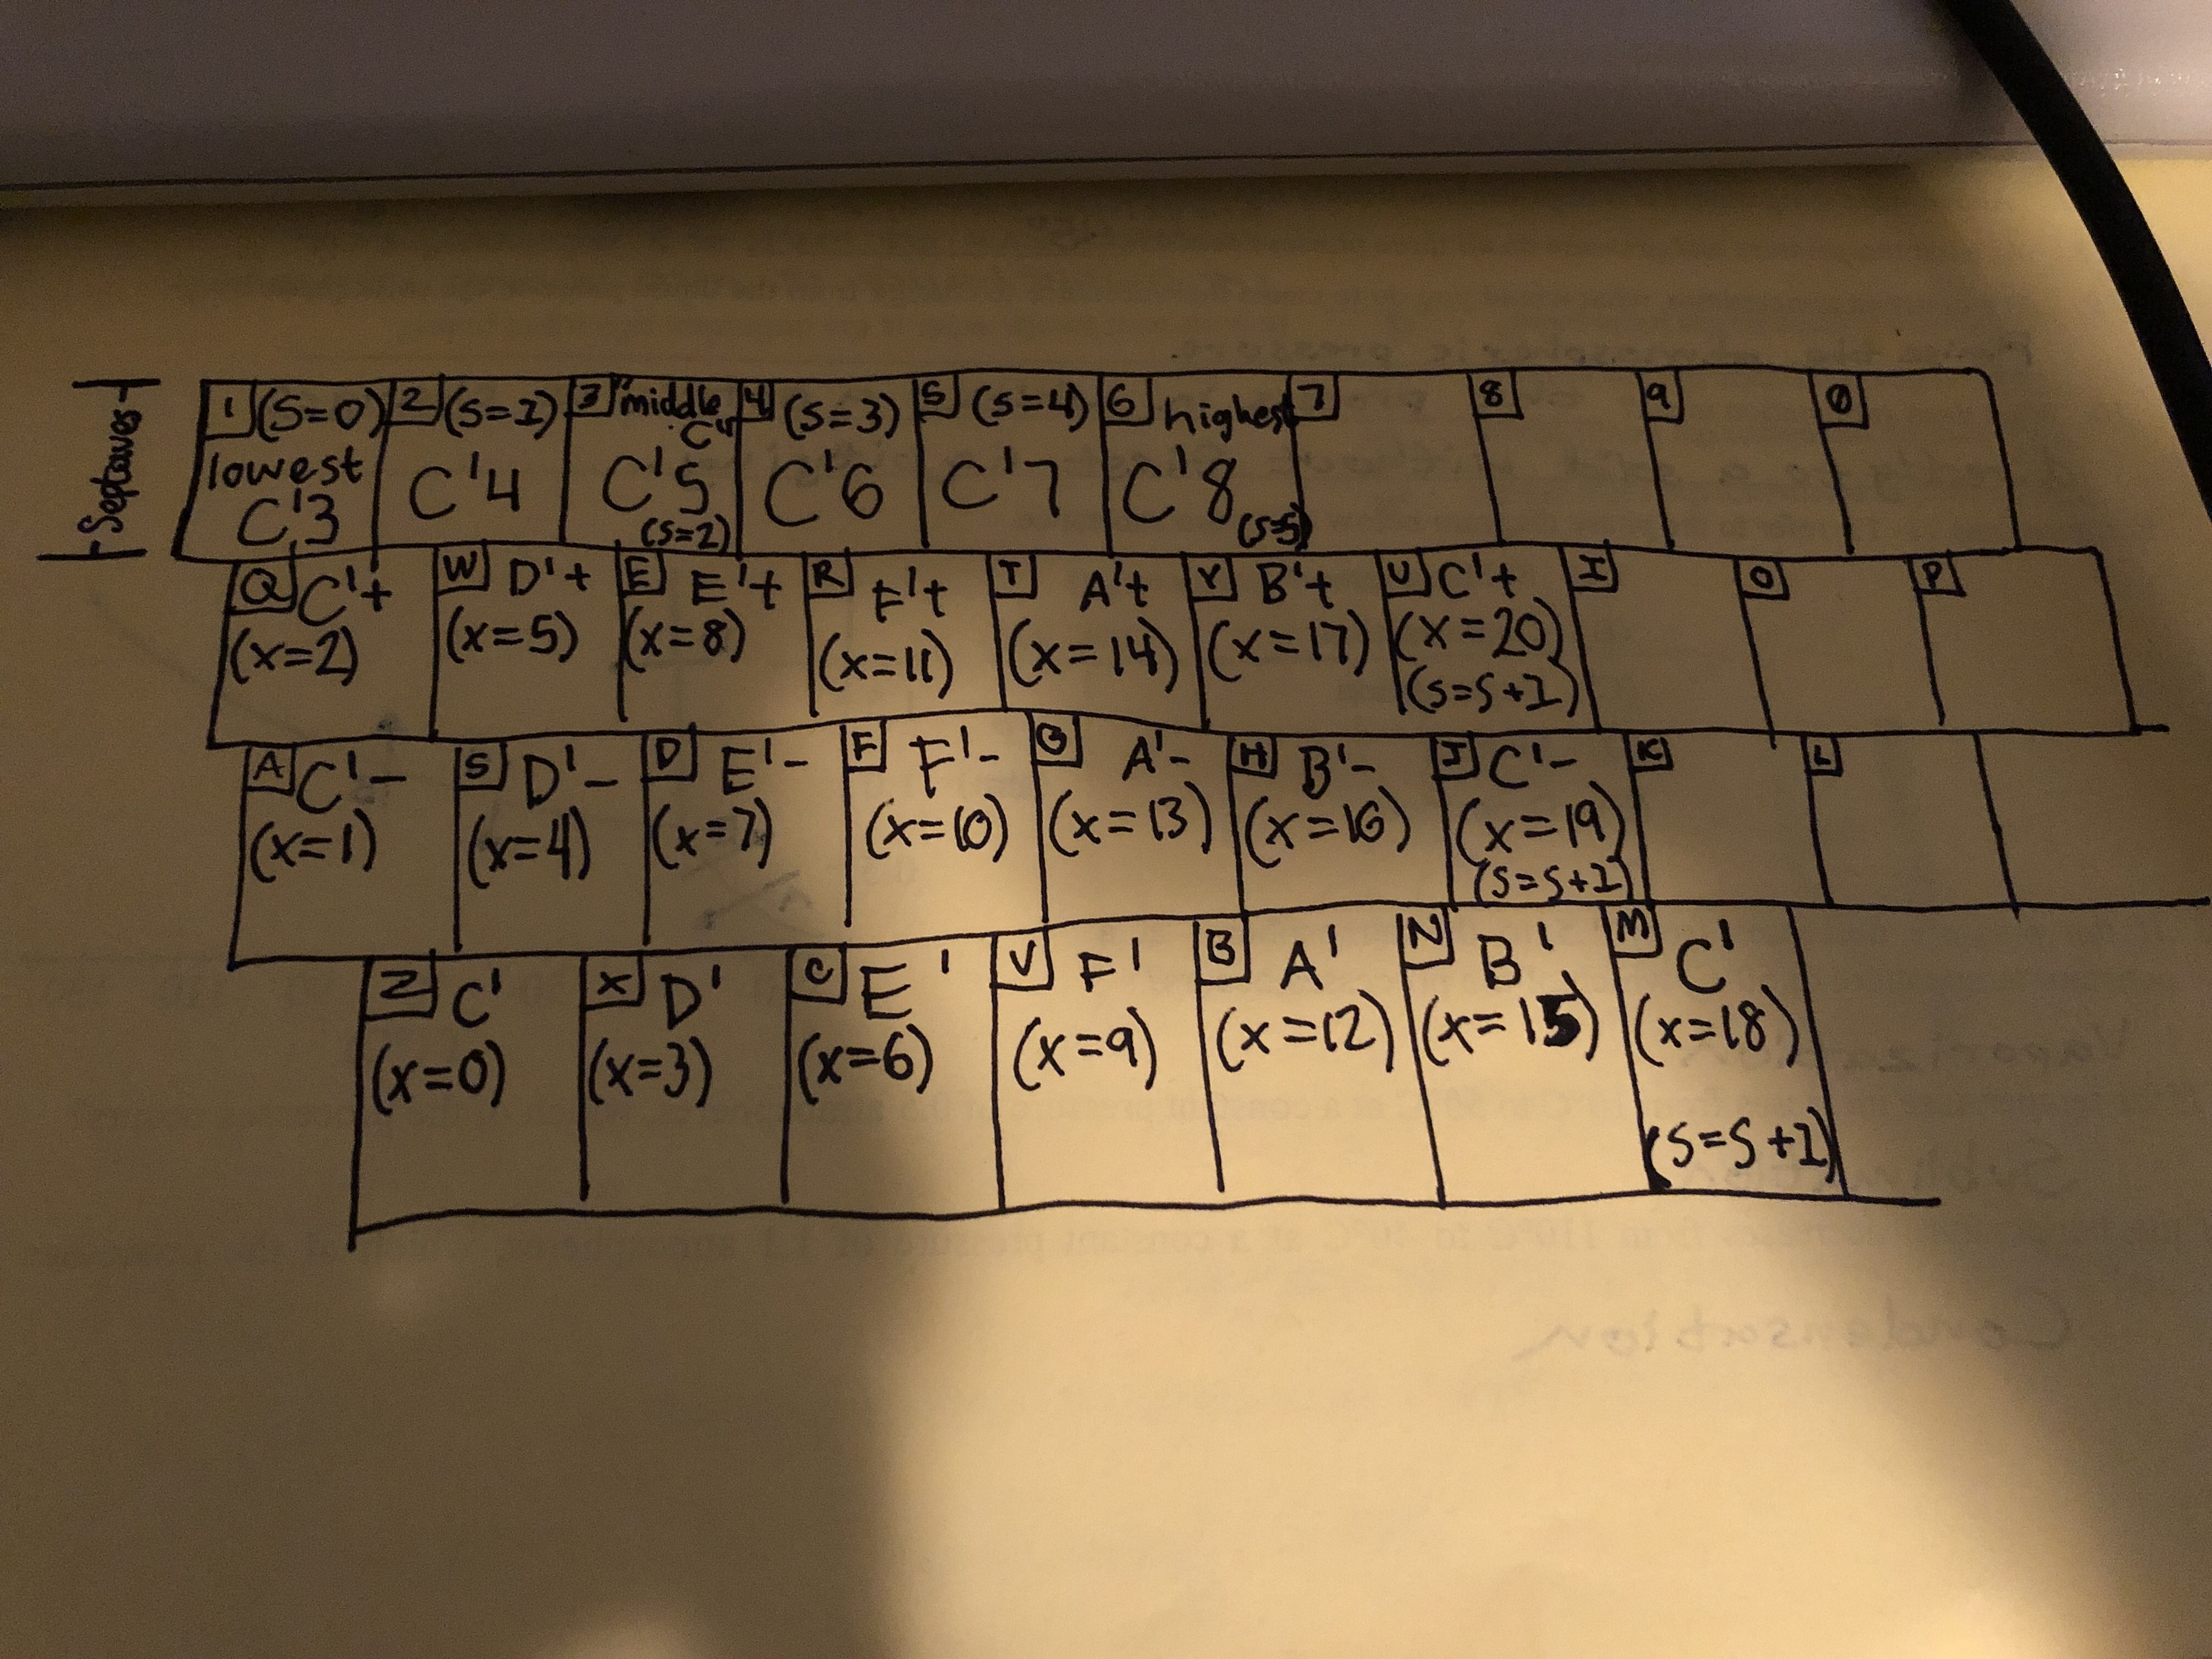 Septaves
1 (S=0) lowest C'3
2 (S=1) C'4
3 "middle C" C'5 (S=2)
4 (S=3) C'6
5 (S=4) C'7
6 highest C'8 (S=5)
7
8
9
0
Q C'+ (x=2)
W D'+ (x=5)
E E'+ (x=8)
R F'+ (x=11)
T A'+ (x=14)
Y B'+ (x=17)
U C'+ (x=20) (S=S+1)
I
O
P
A C'- (x=1)
S D'- (x=4)
D E'- (x=7)
F F'- (x=10)
G A'- (x=13)
H B'- (x=16)
J C'- (x=19) (S=S+1)
K
L
Z C' (x=0)
X D' (x=3)
C E' (x=6)
V F' (x=9)
B A' (x=12)
N B' (x=15)
M C' (x=18) (S=S+1)
Condensation